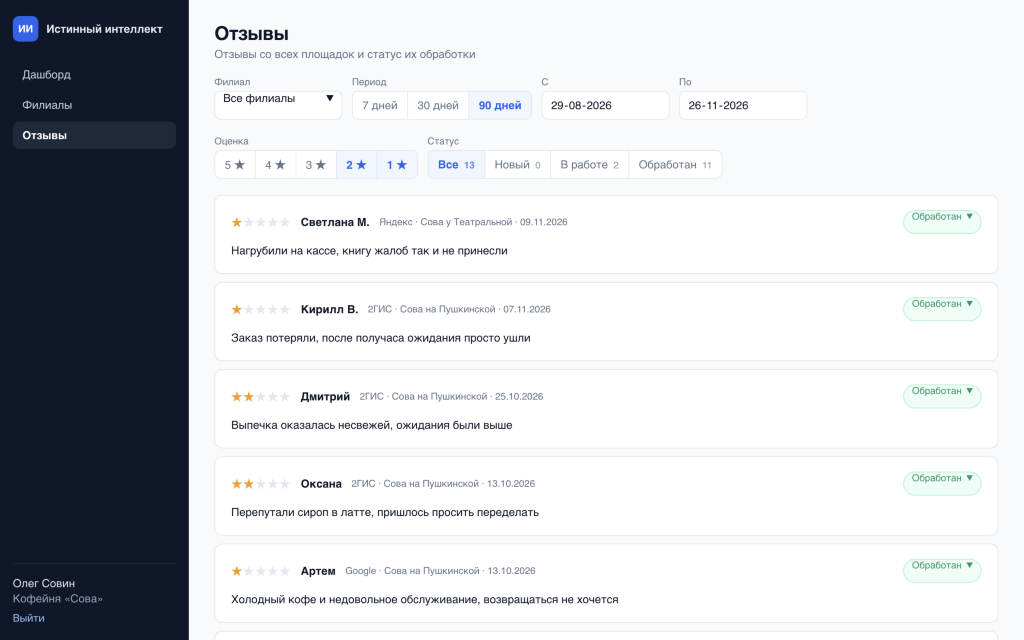 ИИ Истинный интеллект
Дашборд
Филиалы
Отзывы
Олег Совин
Кофейня «Сова»
Выйти
Отзывы
Отзывы со всех площадок и статус их обработки
Филиал Период С По
Все филиалы ▼ 7 дней 30 дней 90 дней 29-08-2026 26-11-2026
Оценка Статус
5 ★ 4 ★ 3 ★ 2 ★ 1 ★ Все 13 Новый 0 В работе 2 Обработан 11
★★★★★ Светлана М. Яндекс · Сова у Театральной · 09.11.2026 Обработан ▼
Нагрубили на кассе, книгу жалоб так и не принесли
★★★★★ Кирилл В. 2ГИС · Сова на Пушкинской · 07.11.2026 Обработан ▼
Заказ потеряли, после получаса ожидания просто ушли
★★★★★ Дмитрий 2ГИС · Сова на Пушкинской · 25.10.2026 Обработан ▼
Выпечка оказалась несвежей, ожидания были выше
★★★★★ Оксана 2ГИС · Сова на Пушкинской · 13.10.2026 Обработан ▼
Перепутали сироп в латте, пришлось просить переделать
★★★★★ Артем Google · Сова на Пушкинской · 13.10.2026 Обработан ▼
Холодный кофе и недовольное обслуживание, возвращаться не хочется